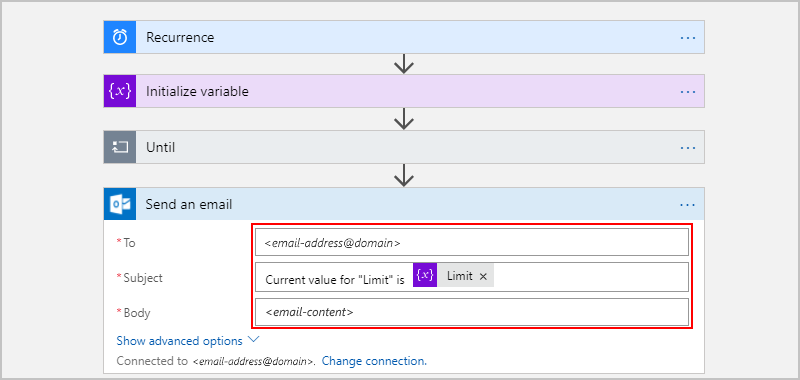 Recurrence ...
{x} Initialize variable ...
Until ...
Send an email ...
* To <email-address@domain>
* Subject Current value for "Limit" is {x} Limit ×
* Body <email-content>
Show advanced options
Connected to <email-address@domain>. Change connection.